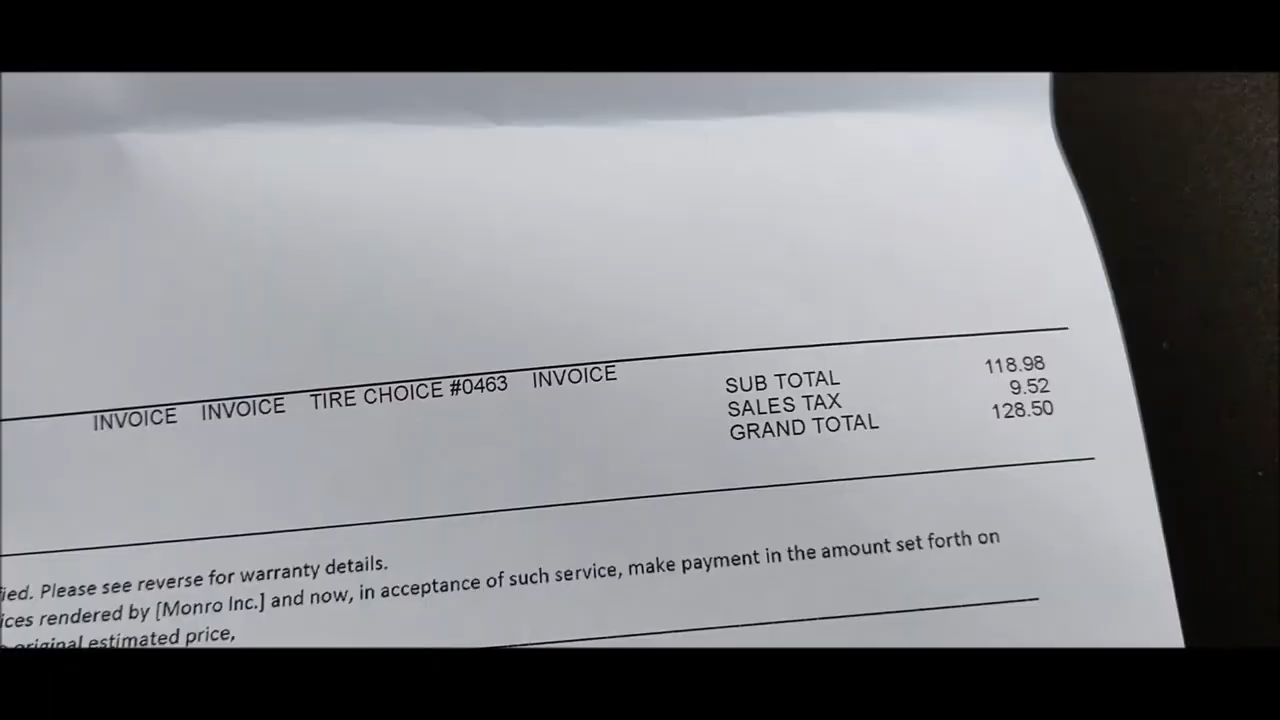 INVOICE INVOICE TIRE CHOICE #0463 INVOICE
SUB TOTAL 118.98
SALES TAX 9.52
GRAND TOTAL 128.50
Please see reverse for warranty details.
rendered by [Monro Inc.] and now, in acceptance of such service, make payment in the amount set forth on
original estimated price,